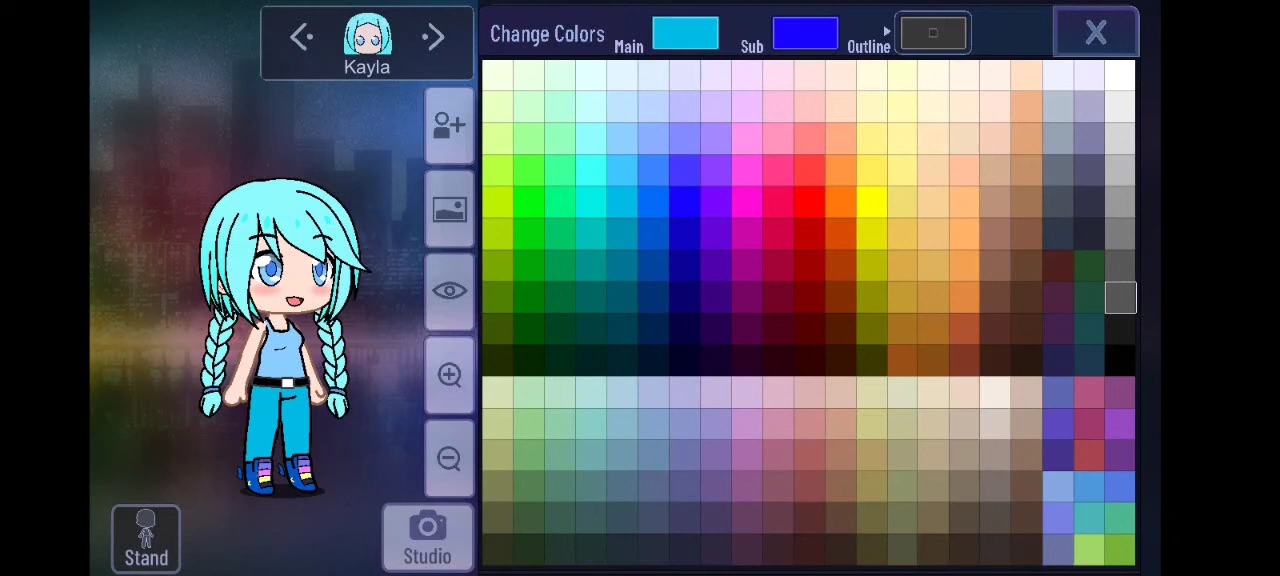 Kayla
Change Colors
Main
Sub
Outline
X
Stand
Studio